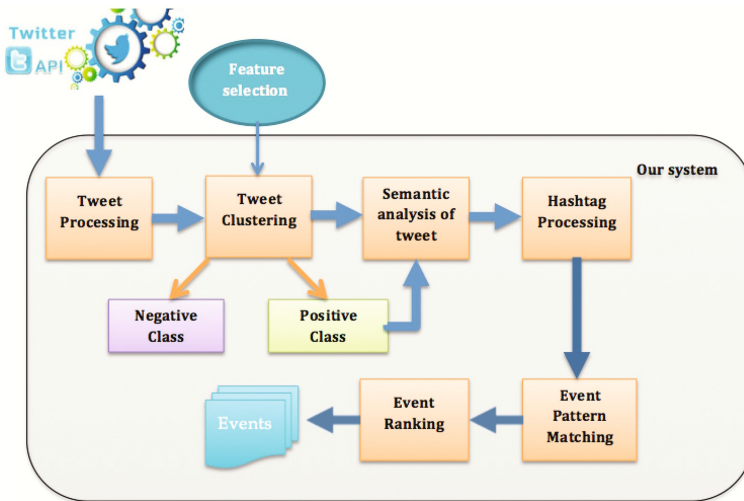 Twitter
API
Feature
selection
Our system
Tweet
Processing
Tweet
Clustering
Semantic
analysis of
tweet
Hashtag
Processing
Negative
Class
Positive
Class
Events
Event
Ranking
Event
Pattern
Matching